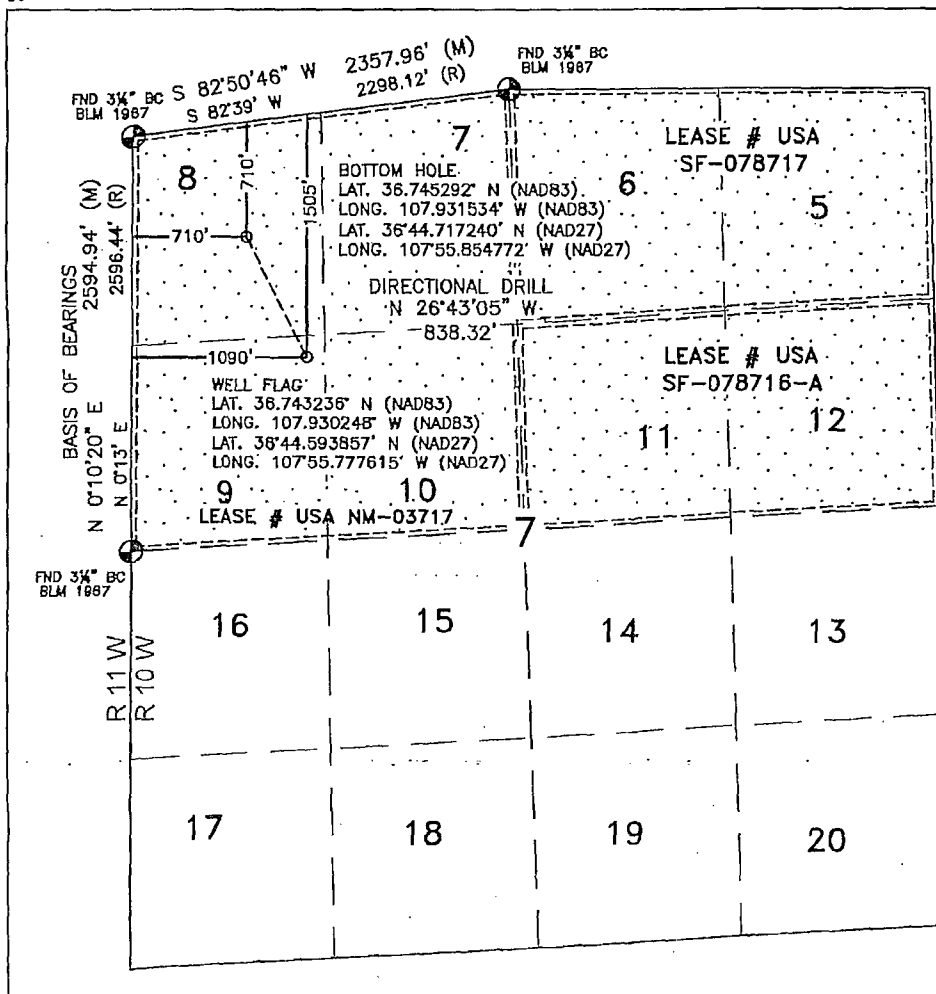 S 82°50'46" W 2357.96' (M)
S 82°39' W 2298.12' (R)
FND 3¼" BC
BLM 1967
FND 3¼" BC
BLM 1967
BASIS OF BEARINGS
N 0°10'20" E 2594.94' (M)
N 0°13' E 2596.44' (R)
8
7
6
5
LEASE # USA
SF-078717
710'
710'
1505'
1090'
BOTTOM HOLE
LAT. 36.745292° N (NAD83)
LONG. 107.931534° W (NAD83)
LAT. 36°44.717240' N (NAD27)
LONG. 107°55.854772' W (NAD27)
DIRECTIONAL DRILL
N 26°43'05" W
838.32'
WELL FLAG
LAT. 36.743236° N (NAD83)
LONG. 107.930248° W (NAD83)
LAT. 36°44.593857' N (NAD27)
LONG. 107°55.777615' W (NAD27)
LEASE # USA
SF-078716-A
9
10
11
12
LEASE # USA NM-03717
7
FND 3¼" BC
BLM 1967
R 11 W
R 10 W
16
15
14
13
17
18
19
20